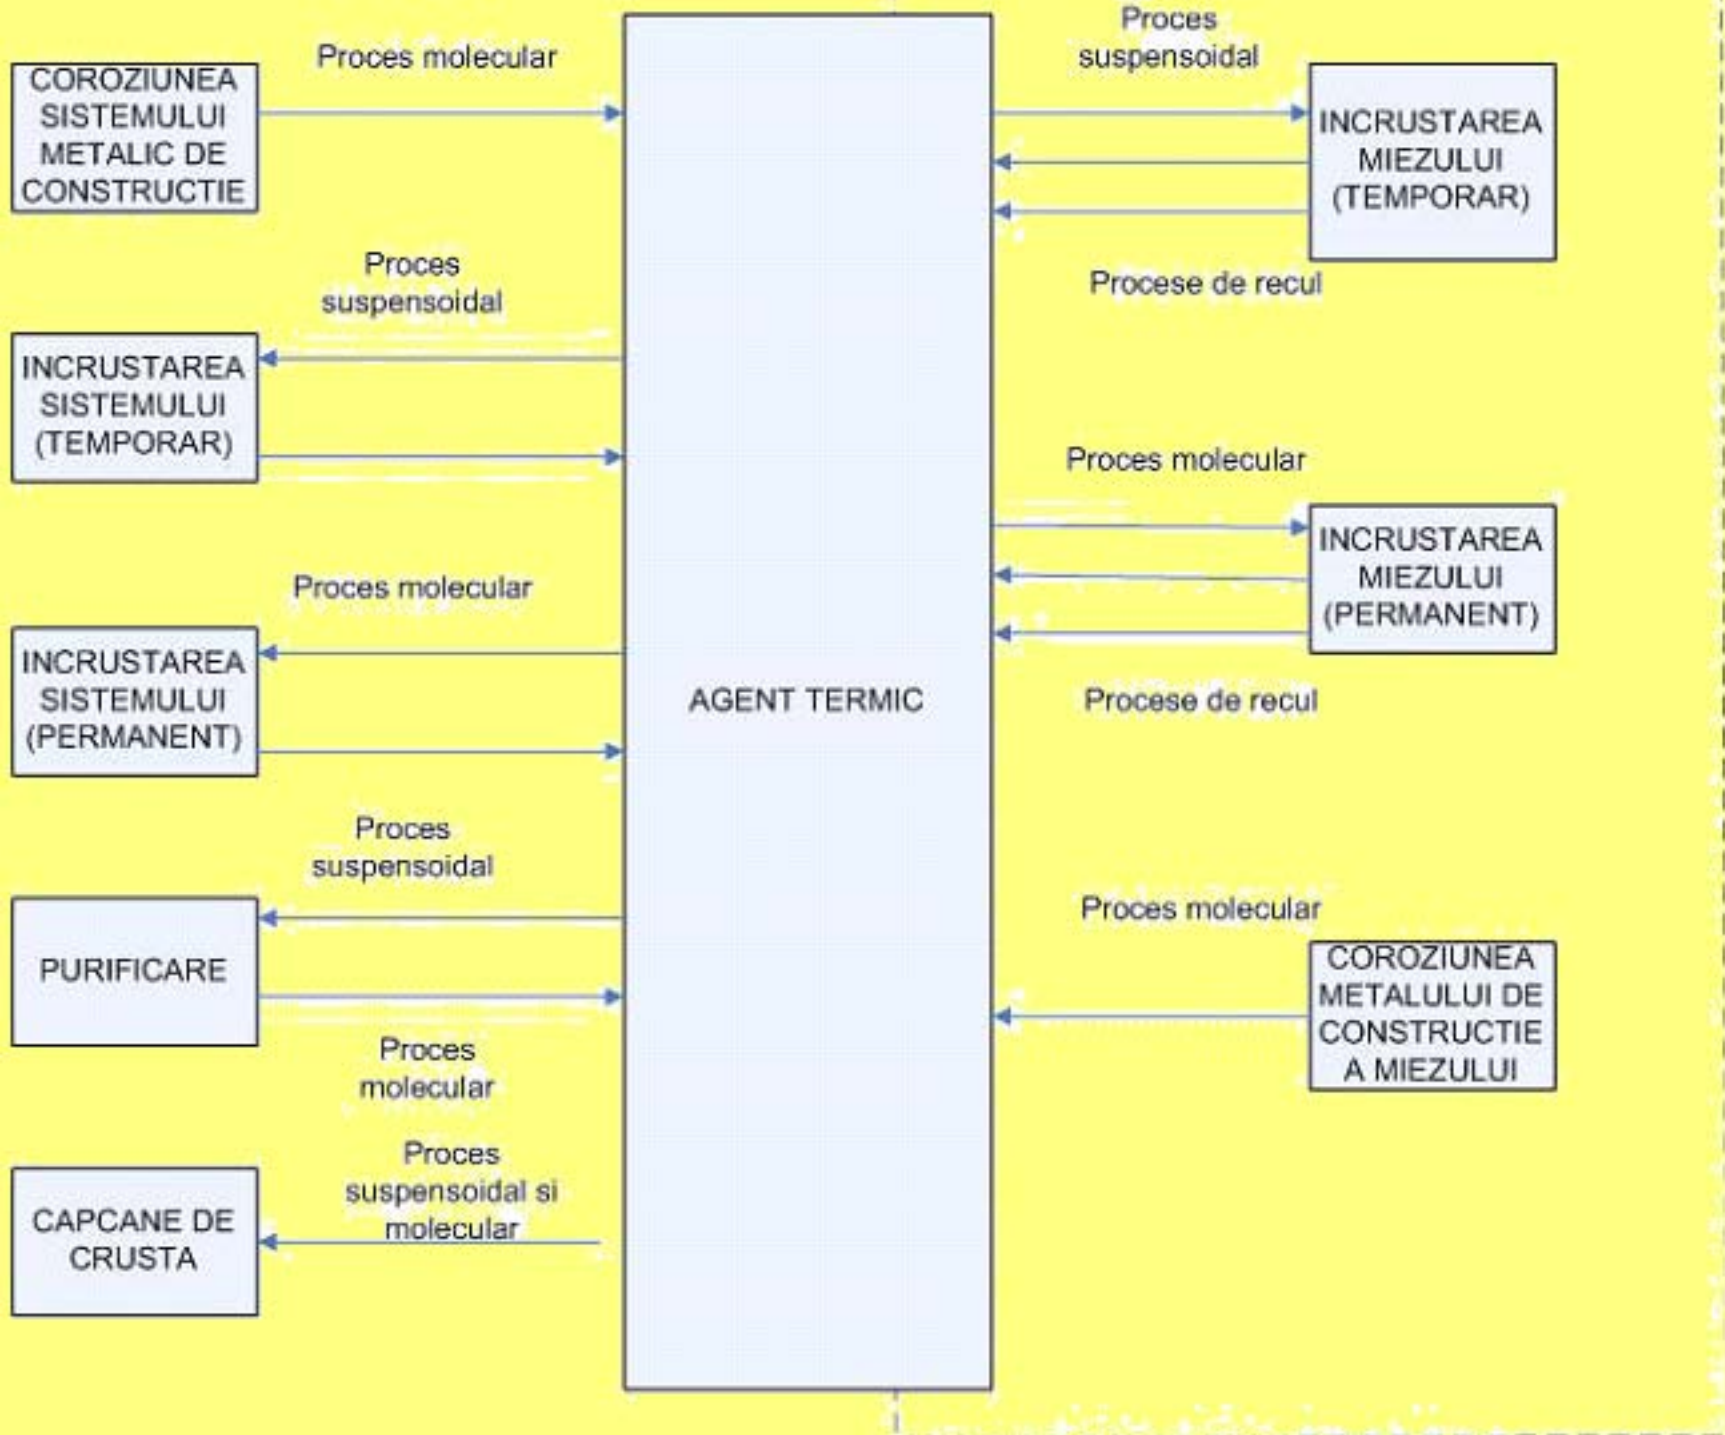 Proces molecular
COROZIUNEA
SISTEMULUI
METALIC DE
CONSTRUCTIE
Proces
suspensoidal
INCRUSTAREA
SISTEMULUI
(TEMPORAR)
Proces molecular
INCRUSTAREA
SISTEMULUI
(PERMANENT)
Proces
suspensoidal
PURIFICARE
Proces
molecular
Proces
suspensoidal si
molecular
CAPCANE DE
CRUSTA
AGENT TERMIC
Proces
suspensoidal
INCRUSTAREA
MIEZULUI
(TEMPORAR)
Procese de recul
Proces molecular
INCRUSTAREA
MIEZULUI
(PERMANENT)
Procese de recul
Proces molecular
COROZIUNEA
METALULUI DE
CONSTRUCTIE
A MIEZULUI